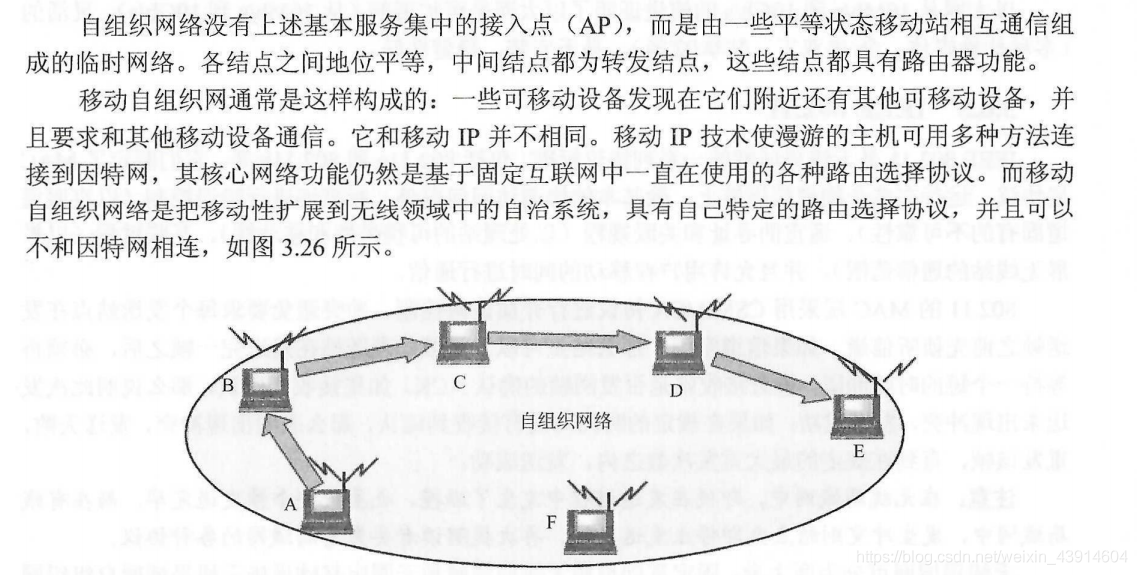 自组织网络没有上述基本服务集中的接入点（AP），而是由一些平等状态移动站相互通信组
成的临时网络。各结点之间地位平等，中间结点都为转发结点，这些结点都具有路由器功能。
移动自组织网通常是这样构成的：一些可移动设备发现在它们附近还有其他可移动设备，并
且要求和其他移动设备通信。它和移动 IP 并不相同。移动 IP 技术使漫游的主机可用多种方法连
接到因特网，其核心网络功能仍然是基于固定互联网中一直在使用的各种路由选择协议。而移动
自组织网络是把移动性扩展到无线领域中的自治系统，具有自己特定的路由选择协议，并且可以
不和因特网相连，如图 3.26 所示。
C
D
B
自组织网络
E
A
F
https://blog.csdn.net/weixin_43914604